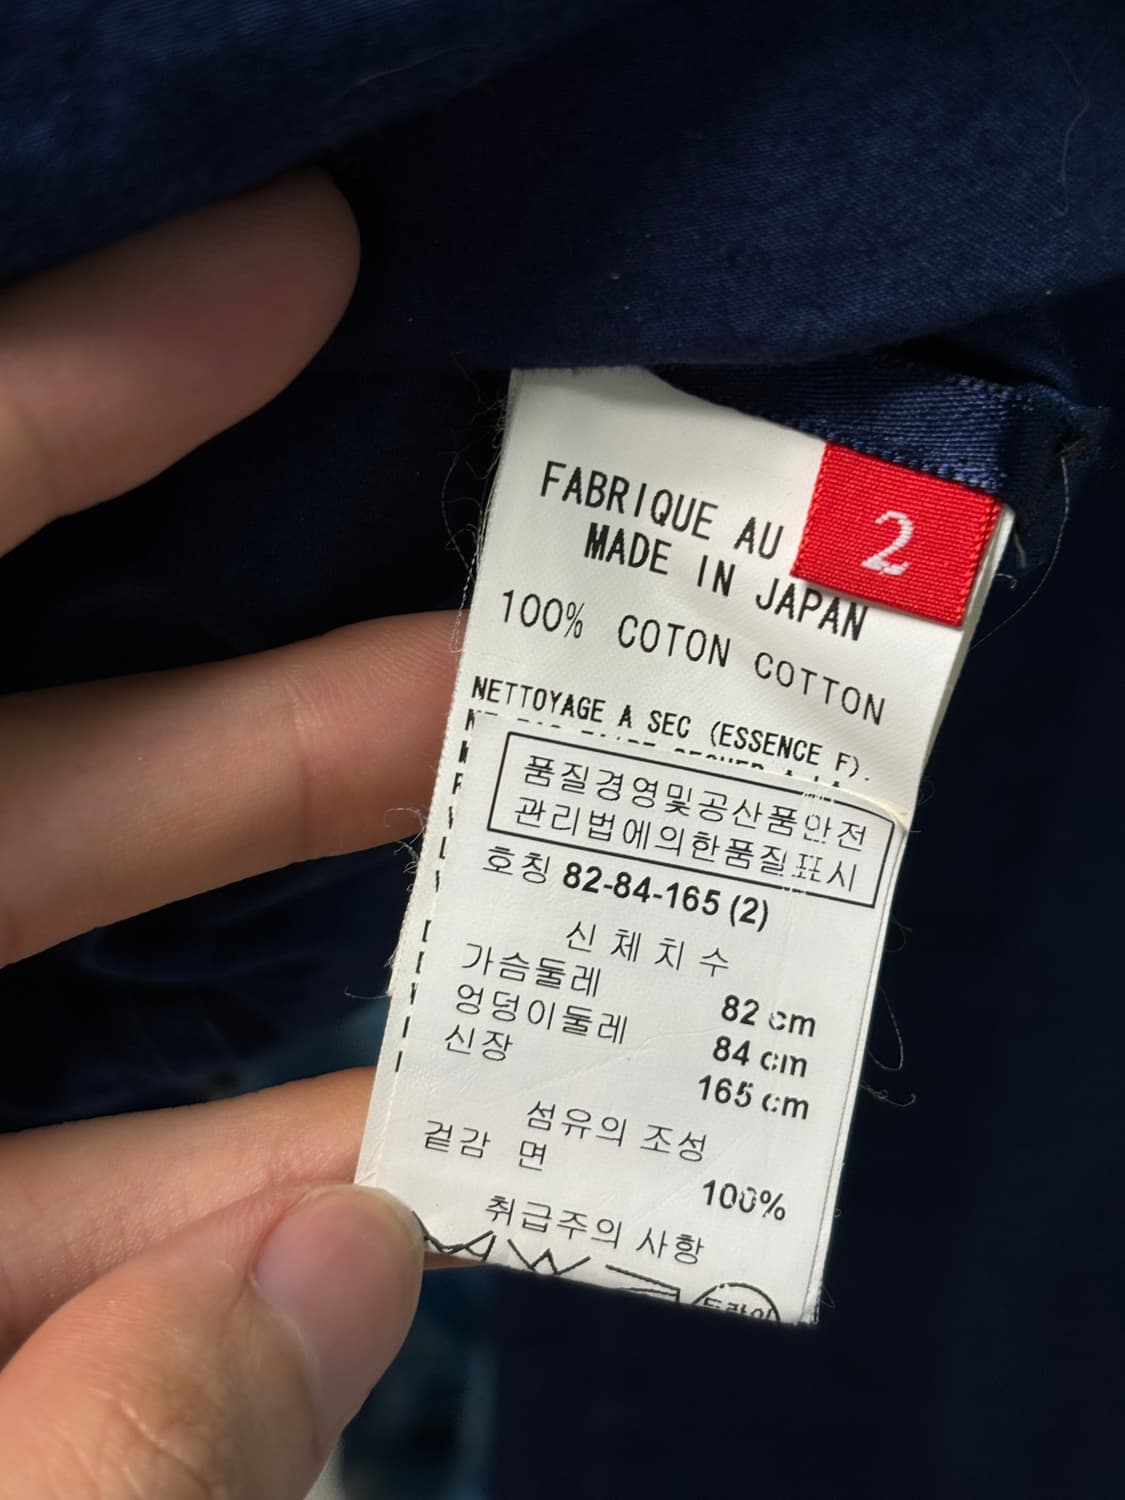 2
FABRIQUE AU
MADE IN JAPAN
100% COTON COTTON
NETTOYAGE A SEC (ESSENCE F).
품질경영및공산품안전
관리법에의한품질표시
호칭 82-84-165 (2)
신체치수
가슴둘레 82 cm
엉덩이둘레 84 cm
신장 165 cm
섬유의 조성
겉감 면 100%
취급주의 사항
드라이